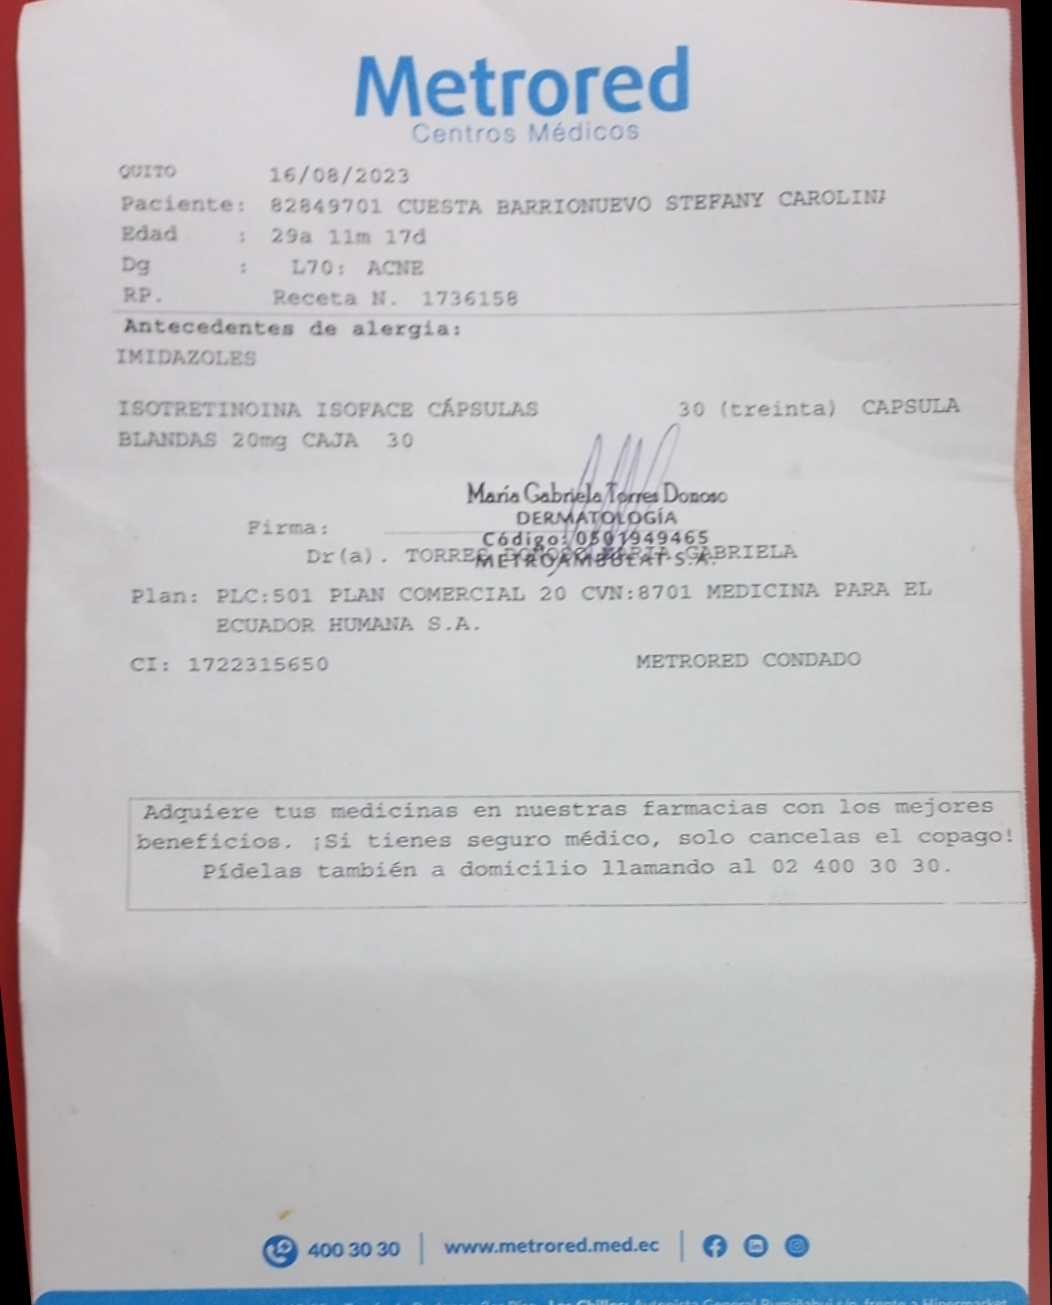 Metrored
Centros Médicos
QUITO 16/08/2023
Paciente: 82849701 CUESTA BARRIONUEVO STEFANY CAROLINA
Edad : 29a 11m 17d
Dg : L70: ACNE
RP. Receta N. 1736158
Antecedentes de alergia:
IMIDAZOLES
ISOTRETINOINA ISOFACE CÁPSULAS 30 (treinta) CAPSULA
BLANDAS 20mg CAJA 30
María Gabriela Torres Donoso
DERMATOLOGÍA
Firma:
Código: 0501949465
Dr(a). TORRES DONOSO MARIA GABRIELA
METROAMBULAT S.A.
Plan: PLC:501 PLAN COMERCIAL 20 CVN:8701 MEDICINA PARA EL
ECUADOR HUMANA S.A.
CI: 1722315650 METRORED CONDADO
Adquiere tus medicinas en nuestras farmacias con los mejores
beneficios. ¡Si tienes seguro médico, solo cancelas el copago!
Pídelas también a domicilio llamando al 02 400 30 30.
400 30 30 www.metrored.med.ec